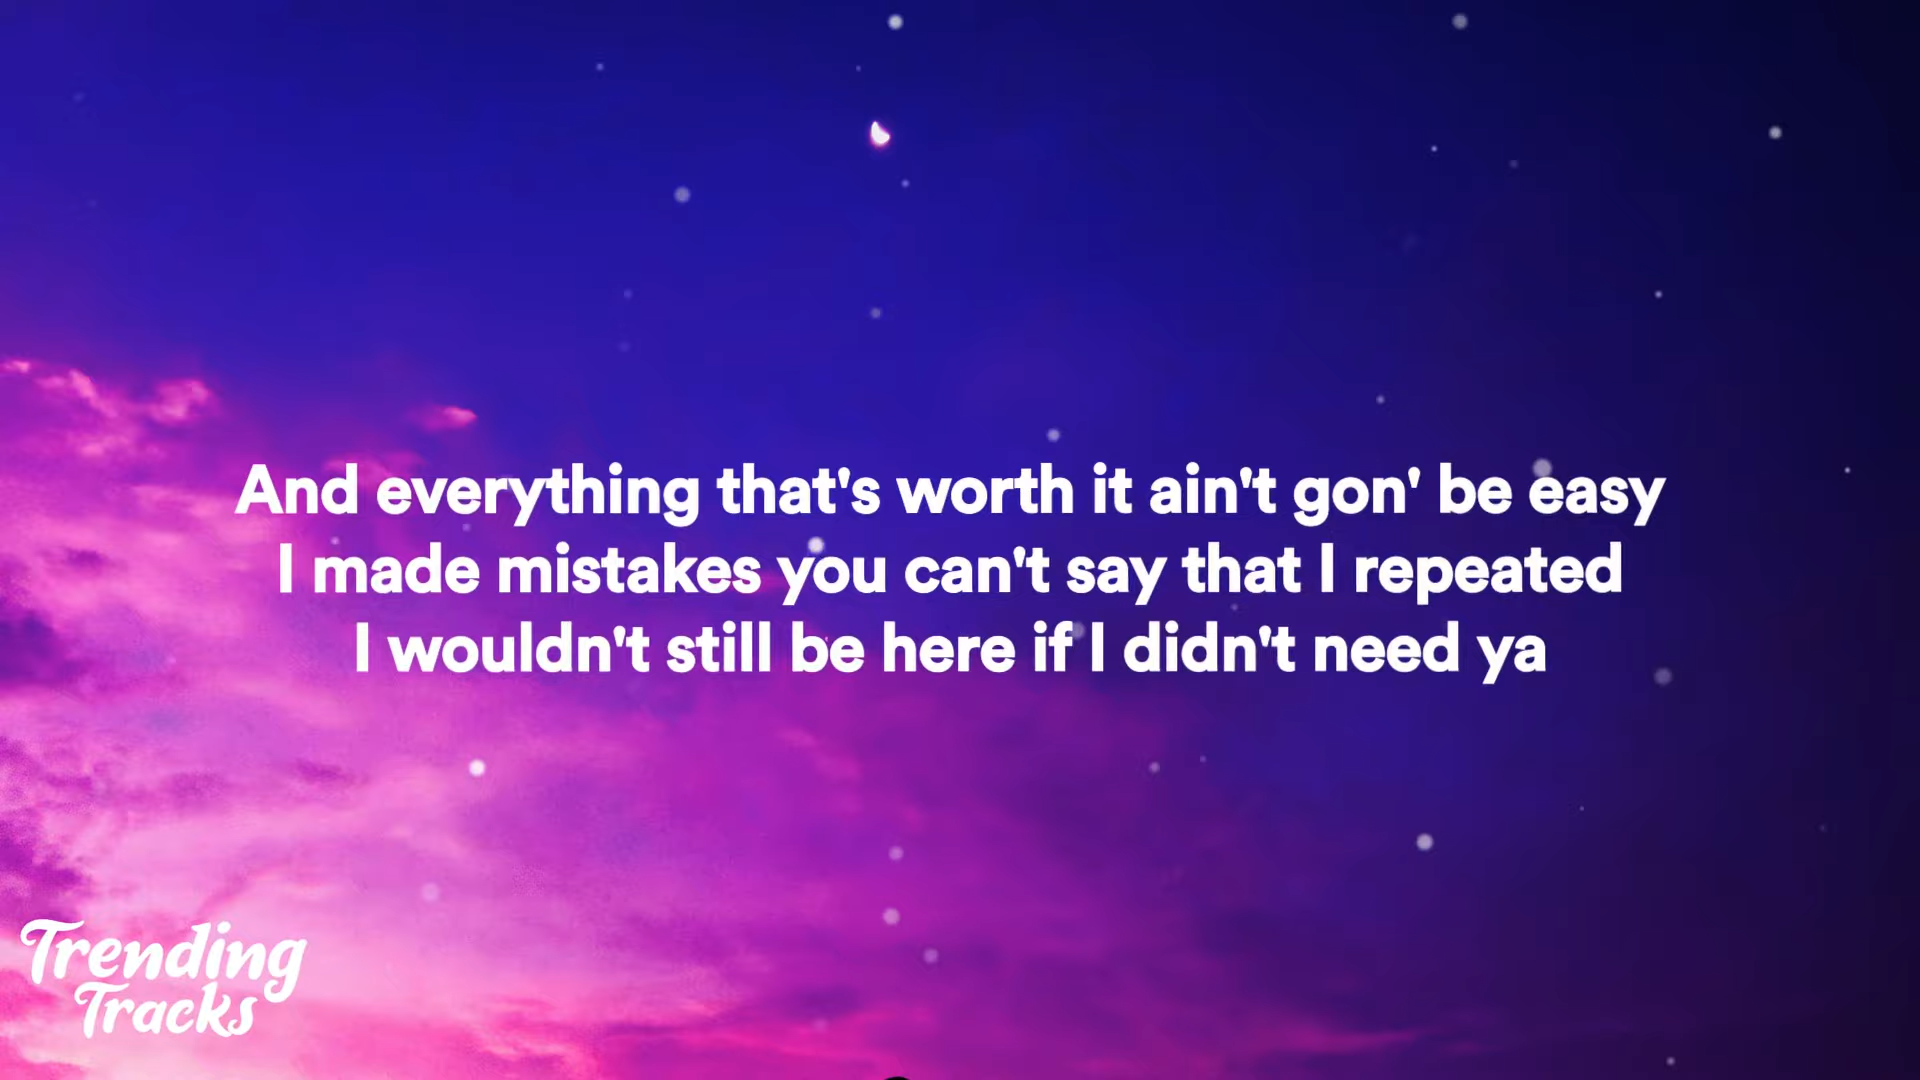 And everything that's worth it ain't gon' be easy
I made mistakes you can't say that I repeated
I wouldn't still be here if I didn't need ya
Trending
Tracks